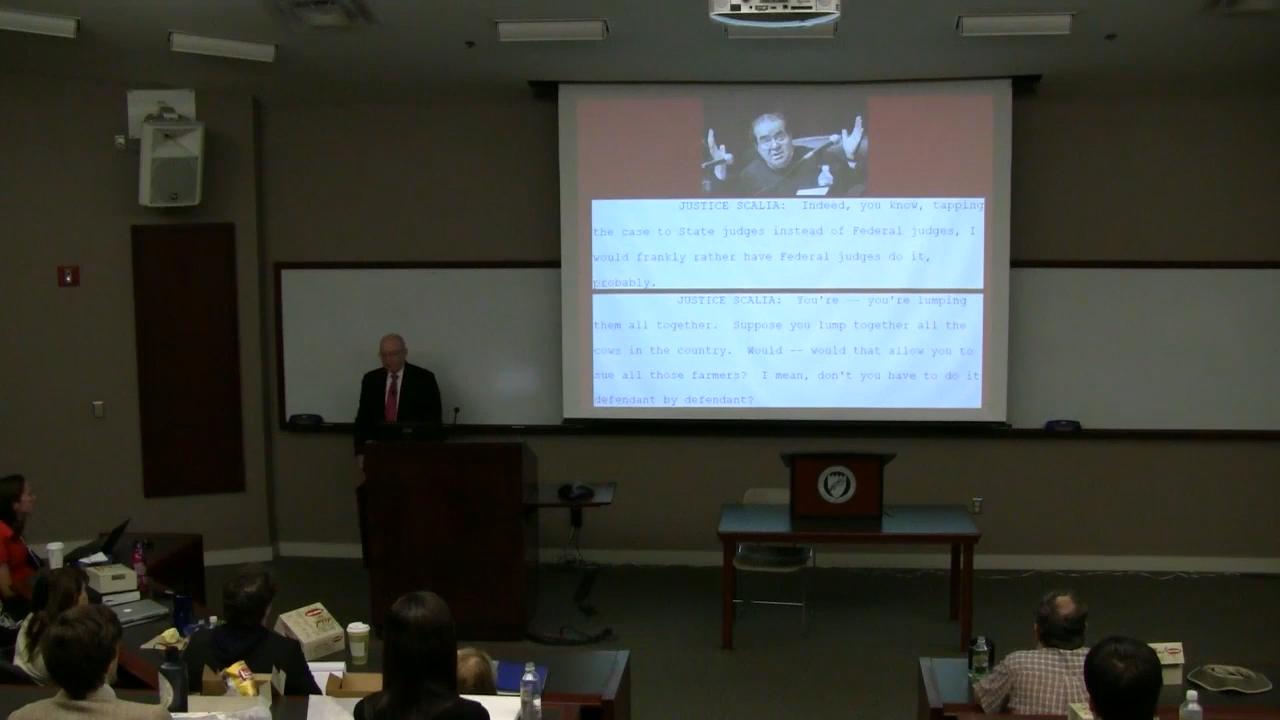 JUSTICE SCALIA: Indeed, you know, tapping
the case to State judges instead of Federal judges, I
would frankly rather have Federal judges do it,
probably.
JUSTICE SCALIA: You're -- you're lumping
them all together. Suppose you lump together all the
cows in the country. Would -- would that allow you to
sue all those farmers? I mean, don't you have to do it
defendant by defendant?